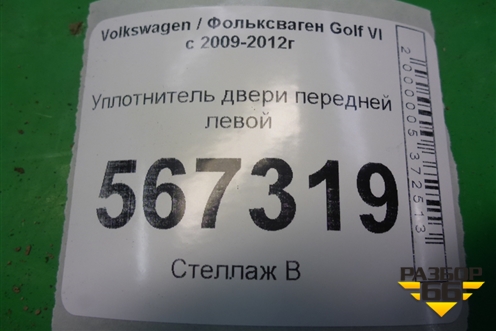 Volkswagen / Фольксваген Golf VI
с 2009-2012г
Уплотнитель двери передней
левой
567319
Стеллаж В
2000005372513
РАЗБОР
66